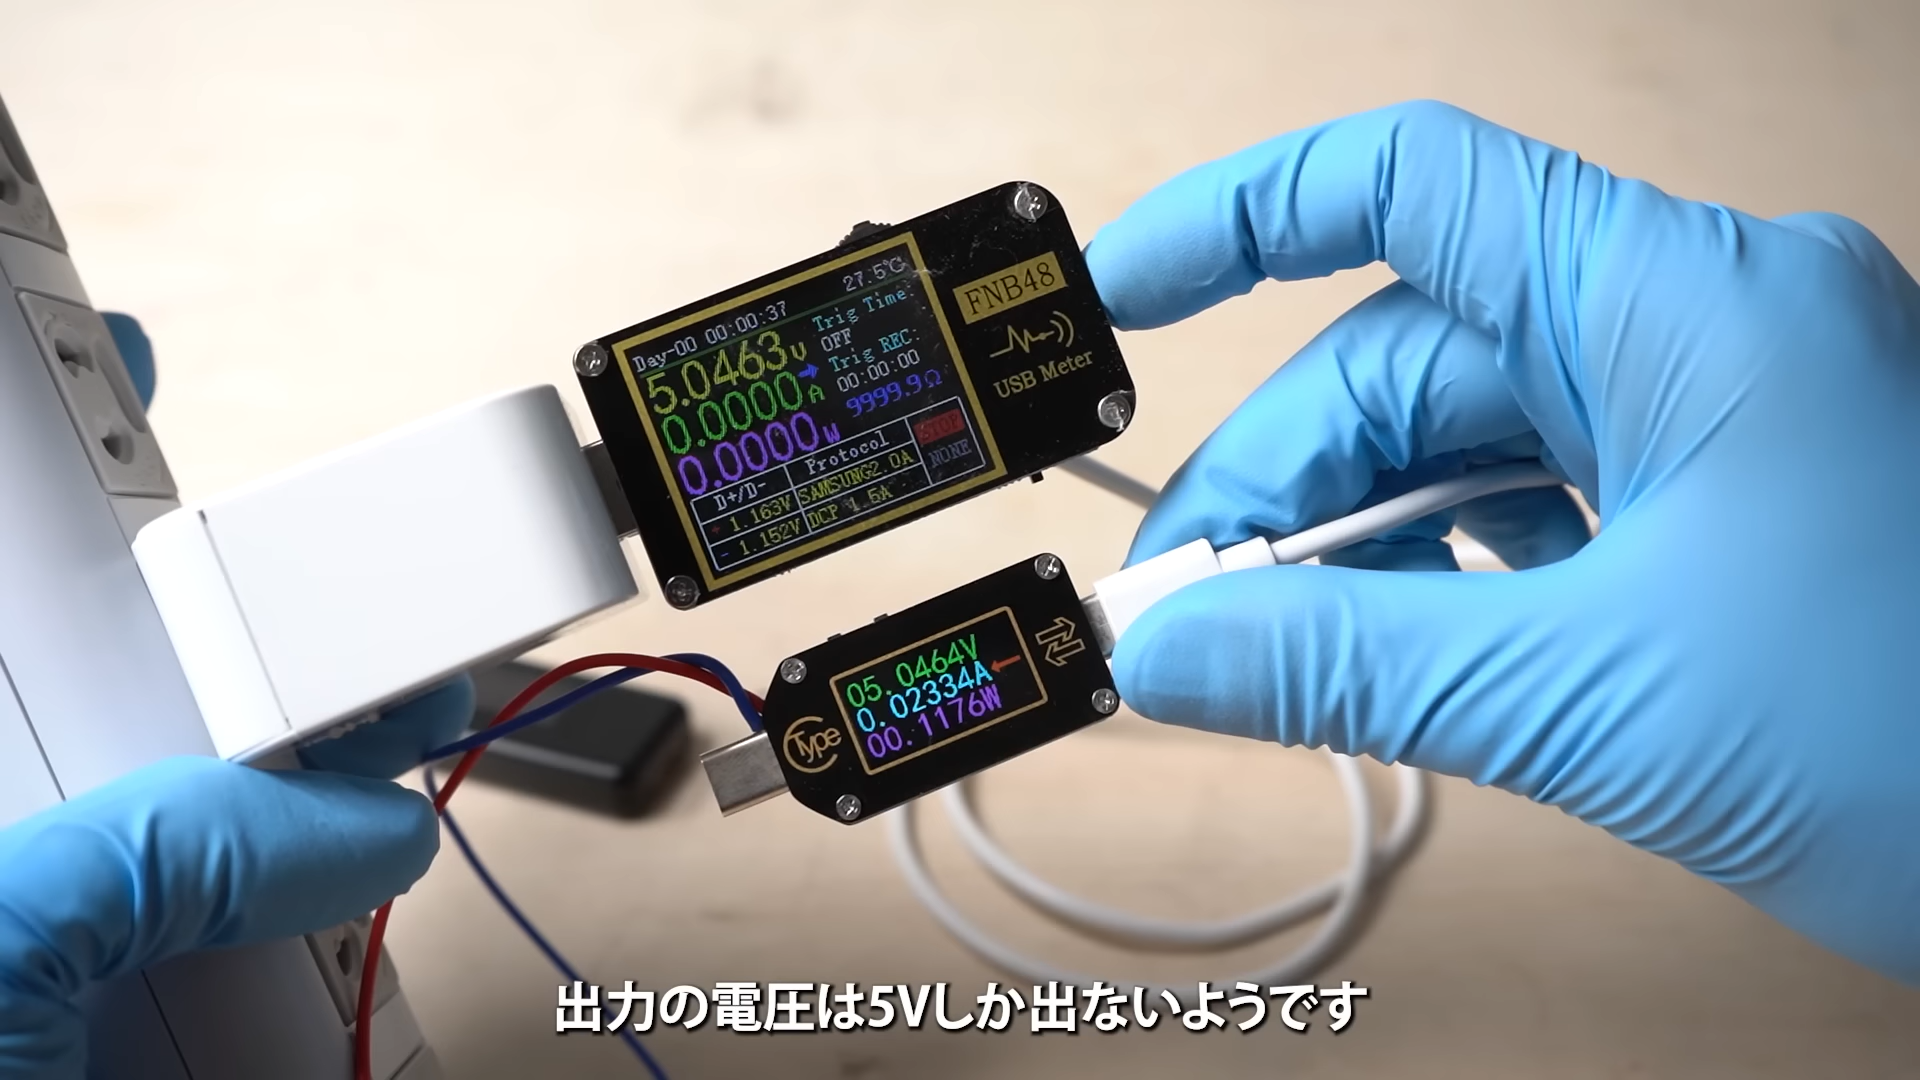 Day-00 00:00:37
27.5℃
5.0463V
0.0000A
0.0000W
Trig Time:
OFF
Trig REC:
00:00:00
9999.9Ω
D+/D-
Protocol
+ 1.163V
SAMSUNG2.0A
- 1.152V
DCP 1.5A
STOP
NONE
FNB48
USB Meter
Type C
05.0464V
0.02334A
00.1176W
出力の電圧は5Vしか出ないようです